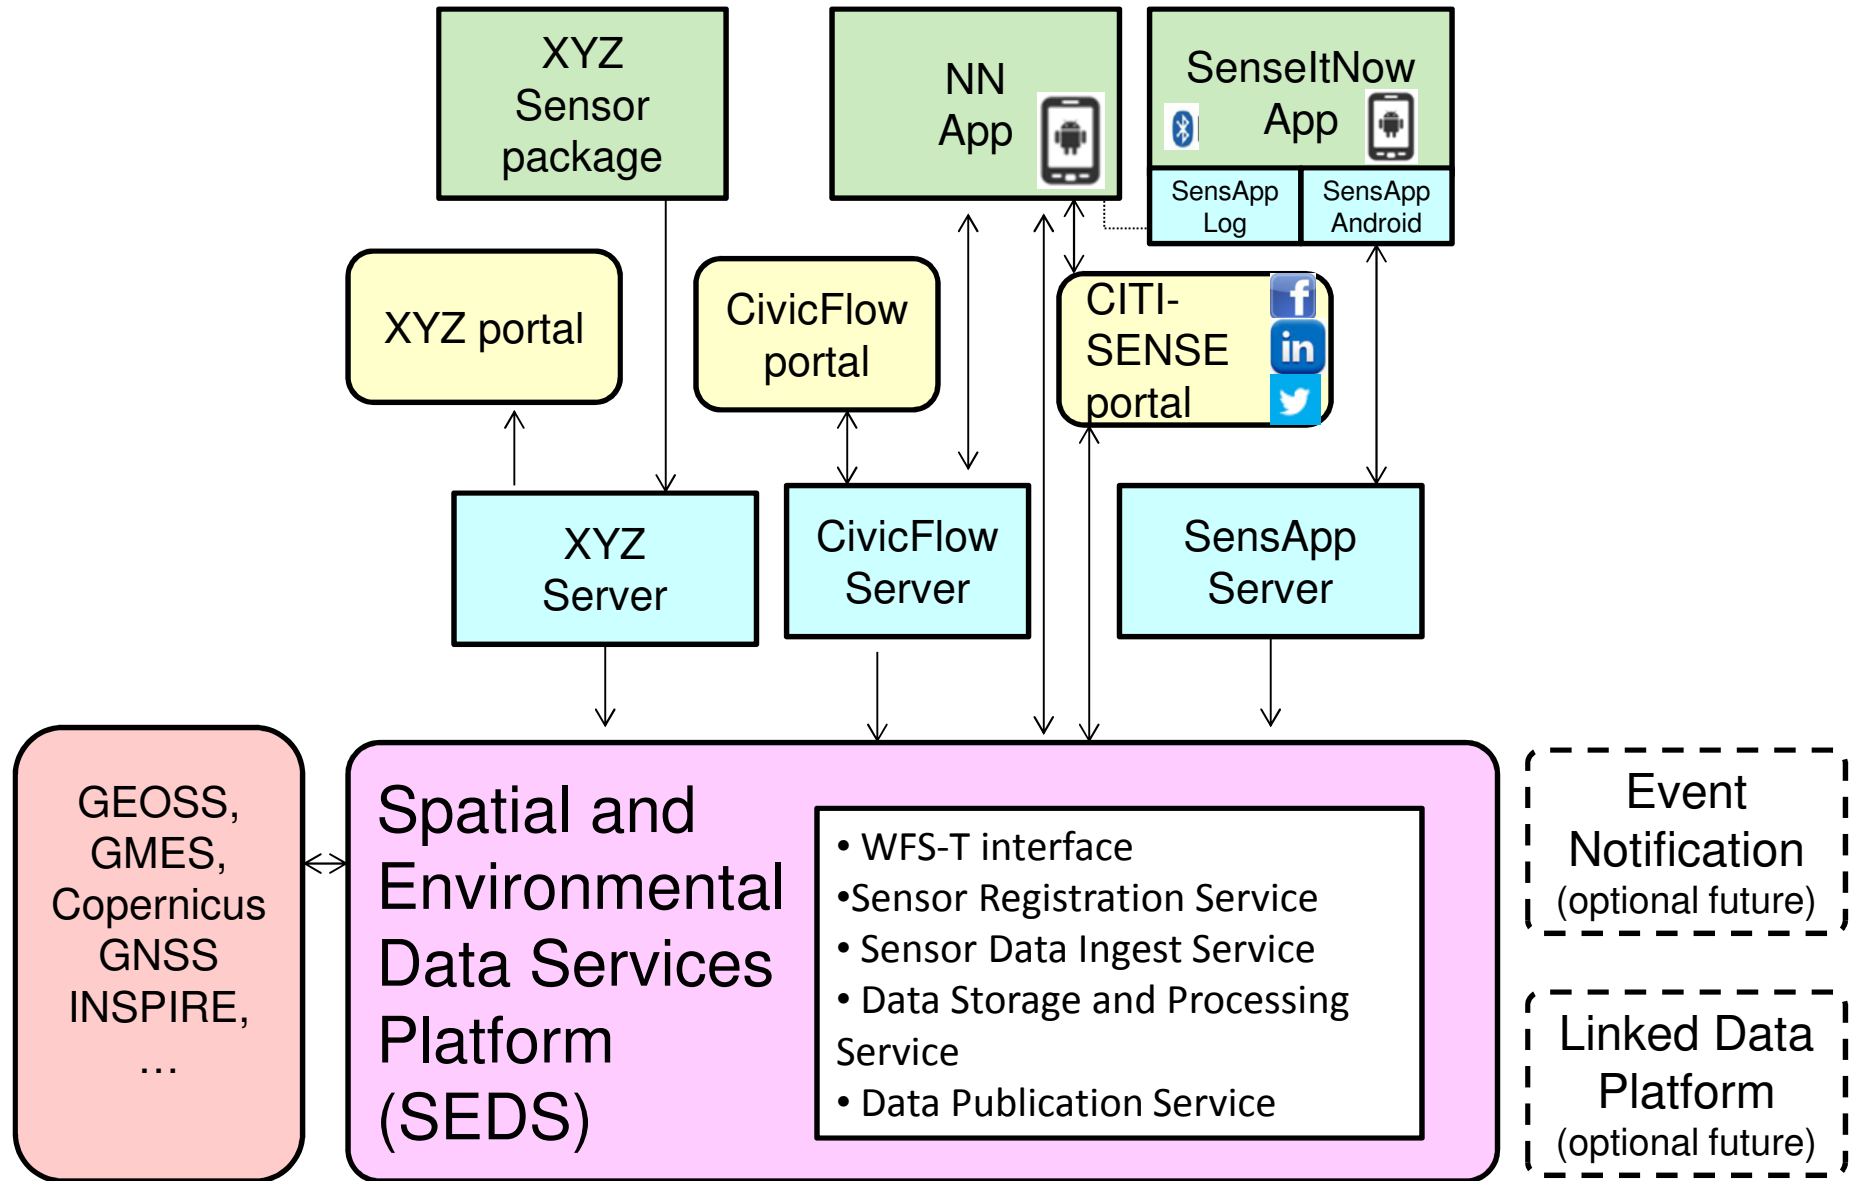 XYZ
Sensor
package
NN
App
SenseItNow
App
SensApp
Log
SensApp
Android
XYZ portal
CivicFlow
portal
CITI-
SENSE
portal
f
in
XYZ
Server
CivicFlow
Server
SensApp
Server
GEOSS,
GMES,
Copernicus
GNSS
INSPIRE,
...
Spatial and
Environmental
Data Services
Platform
(SEDS)
• WFS-T interface
•Sensor Registration Service
• Sensor Data Ingest Service
• Data Storage and Processing
Service
• Data Publication Service
Event
Notification
(optional future)
Linked Data
Platform
(optional future)